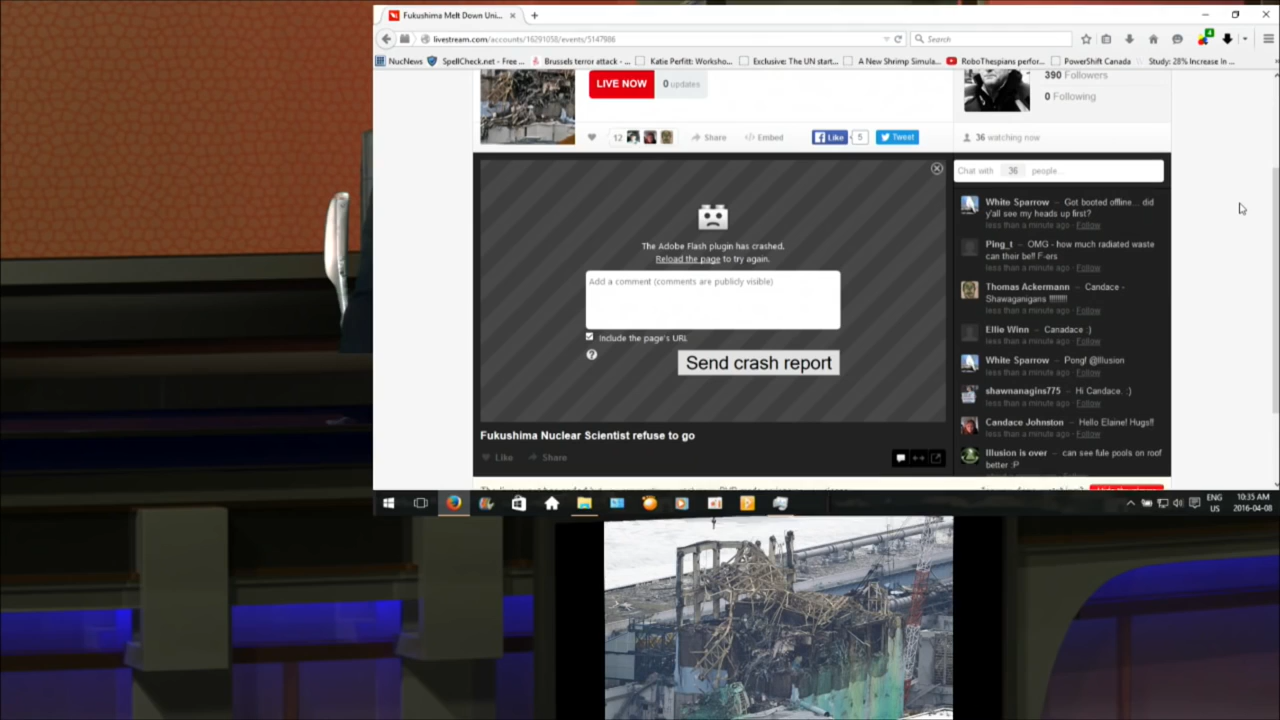 Fukushima Melt Down Uni...
livestream.com/accounts/16291058/events/5147986
Search
4
NucNews
SpellCheck.net - Free ...
Brussels terror attack - ...
Katie Perfitt: Worksho...
Exclusive: The UN start...
A New Shrimp Simula...
RoboThespians perfor...
PowerShift Canada
Study: 28% Increase In ...
LIVE NOW
0 updates
390 Followers
0 Following
12
Share
Embed
Like
5
Tweet
36 watching now
The Adobe Flash plugin has crashed.
Reload the page to try again.
Add a comment (comments are publicly visible)
Include the page's URL
?
Send crash report
Fukushima Nuclear Scientist refuse to go
Like
Share
Chat with 36 people...
White Sparrow – Got booted offline... did
y'all see my heads up first?
less than a minute ago · Follow
Ping_t – OMG - how much radiated waste
can their be!! F-ers
less than a minute ago · Follow
Thomas Ackermann – Candace -
Shawaganigans !!!!!!!!!
less than a minute ago · Follow
Ellie Winn – Canadace :)
less than a minute ago · Follow
White Sparrow – Pong! @Illusion
less than a minute ago · Follow
shawnanagins775 – Hi Candace. :)
less than a minute ago · Follow
Candace Johnston – Hello Elaine! Hugs!!
less than a minute ago · Follow
Illusion is over – can see fule pools on roof
better :P
ENG
US
10:35 AM
2016-04-08